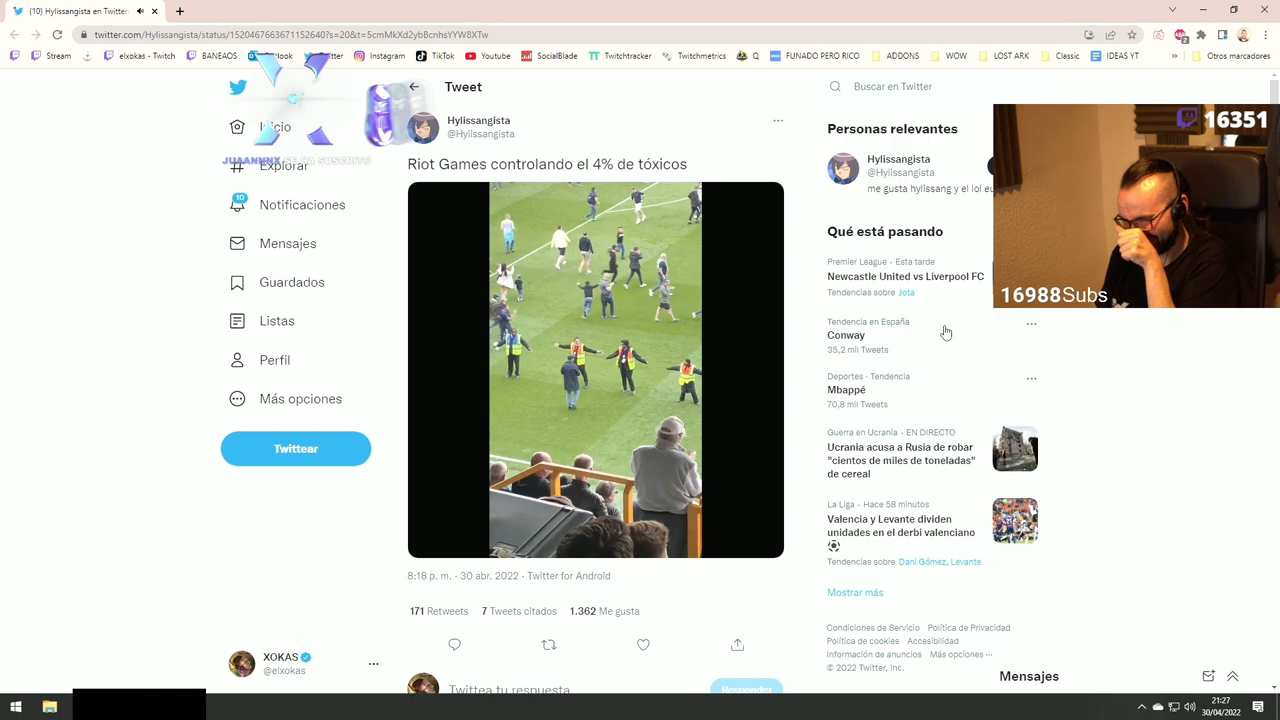 (10) Hylissangista en Twitter:
twitter.com/Hylissangista/status/1520467663671152640?s=20&t=5cmMkXd2ybBcnhsYYW8XTw
Stream
elxokas - Twitch
BANEAOS
Instagram
TikTok
Youtube
SocialBlade
Twitchtracker
Twitchmetrics
Q
FUNADO PERO RICO
ADDONS
WOW
LOST ARK
Classic
IDEAS YT
»
Otros marcadores
Tweet
Buscar en Twitter
Inicio
SE HA SUSCRITO
Explorar
10
Notificaciones
Mensajes
Guardados
Listas
Perfil
Más opciones
Twittear
XOKAS
@elxokas
Hylissangista
@Hylissangista
Riot Games controlando el 4% de tóxicos
8:18 p. m. · 30 abr. 2022 · Twitter for Android
171 Retweets 7 Tweets citados 1.362 Me gusta
Twittea tu respuesta
Responder
Personas relevantes
Hylissangista
@Hylissangista
me gusta hylissang y el lol eu
Qué está pasando
Premier League · Esta tarde
Newcastle United vs Liverpool FC
Tendencias sobre Jota
Tendencia en España
Conway
35,2 mil Tweets
Deportes · Tendencia
Mbappé
70,8 mil Tweets
Guerra en Ucrania · EN DIRECTO
Ucrania acusa a Rusia de robar
"cientos de miles de toneladas"
de cereal
La Liga · Hace 58 minutos
Valencia y Levante dividen
unidades en el derbi valenciano
Tendencias sobre Dani Gómez, Levante
Mostrar más
Condiciones de Servicio Política de Privacidad
Política de cookies Accesibilidad
Información de anuncios Más opciones ···
© 2022 Twitter, Inc.
16351
16988Subs
Mensajes
21:27
30/04/2022